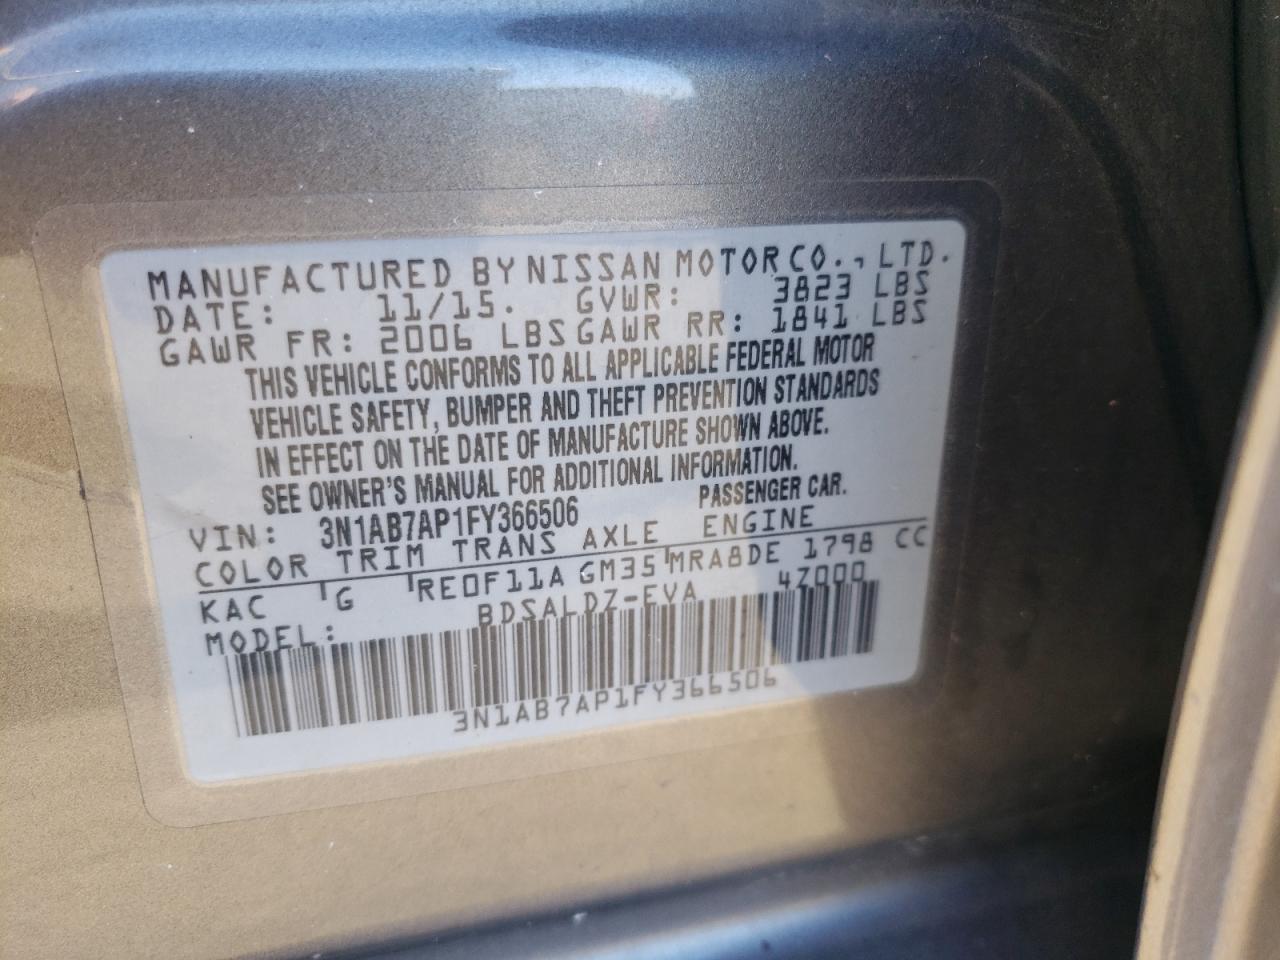 MANUFACTURED BY NISSAN MOTOR CO., LTD.
DATE: 11/15. GVWR: 3823 LBS
GAWR FR: 2006 LBS GAWR RR: 1841 LBS
THIS VEHICLE CONFORMS TO ALL APPLICABLE FEDERAL MOTOR
VEHICLE SAFETY, BUMPER AND THEFT PREVENTION STANDARDS
IN EFFECT ON THE DATE OF MANUFACTURE SHOWN ABOVE.
SEE OWNER'S MANUAL FOR ADDITIONAL INFORMATION.
VIN: 3N1AB7AP1FY366506 PASSENGER CAR.
COLOR TRIM TRANS AXLE ENGINE
KAC G RE0F11A GM35 MRA8DE 1798 CC
MODEL: BDSALDZ-EVA 4Z000
3N1AB7AP1FY366506